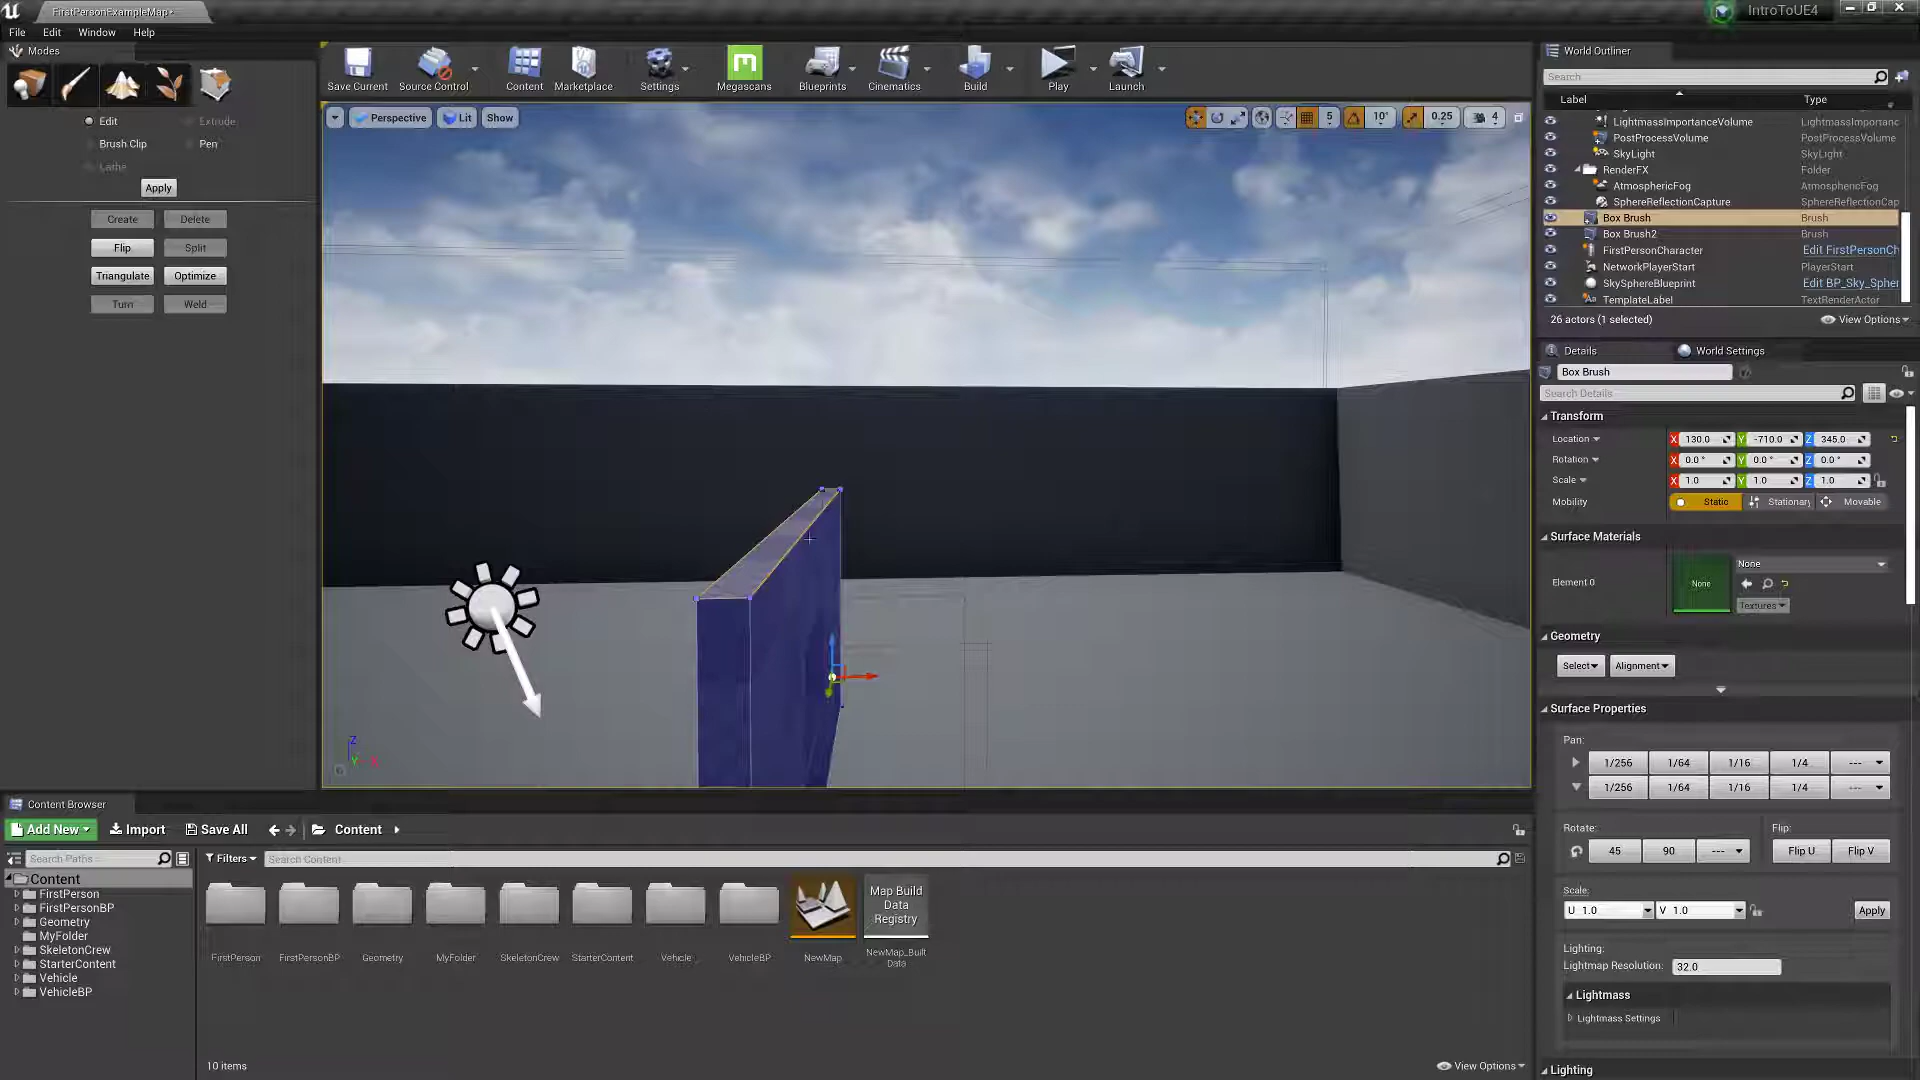 FirstPersonExampleMap•
IntroToUE4
File Edit Window Help
Modes
Edit Extrude
Brush Clip Pen
Lathe
Apply
Create Delete
Flip Split
Triangulate Optimize
Turn Weld
Save Current Source Control Content Marketplace Settings Megascans Blueprints Cinematics Build Play Launch
Perspective Lit Show
5 10° 0.25 4
Z
Y X
World Outliner
Search
Label Type
LightmassImportanceVolume LightmassImportanc
PostProcessVolume PostProcessVolume
SkyLight SkyLight
RenderFX Folder
AtmosphericFog AtmosphericFog
SphereReflectionCapture SphereReflectionCap
Box Brush Brush
Box Brush2 Brush
FirstPersonCharacter Edit FirstPersonCh
NetworkPlayerStart PlayerStart
SkySphereBlueprint Edit BP_Sky_Spher
TemplateLabel TextRenderActor
26 actors (1 selected) View Options
Details World Settings
Box Brush
Search Details
Transform
Location X 130.0 Y -710.0 Z 345.0
Rotation X 0.0 ° Y 0.0 ° Z 0.0 °
Scale X 1.0 Y 1.0 Z 1.0
Mobility Static Stationary Movable
Surface Materials
Element 0 None None
Textures
Geometry
Select Alignment
Surface Properties
Pan:
1/256 1/64 1/16 1/4 ---
1/256 1/64 1/16 1/4 ---
Rotate: Flip:
45 90 --- Flip U Flip V
Scale:
U 1.0 V 1.0 Apply
Lighting:
Lightmap Resolution: 32.0
Lightmass
Lightmass Settings
Lighting
Content Browser
Add New Import Save All Content
Search Paths Filters Search Content
Content
FirstPerson
FirstPersonBP
Geometry
MyFolder
SkeletonCrew
StarterContent
Vehicle
VehicleBP
Map Build
Data
Registry
FirstPerson FirstPersonBP Geometry MyFolder SkeletonCrew StarterContent Vehicle VehicleBP NewMap NewMap_Built
Data
10 items View Options